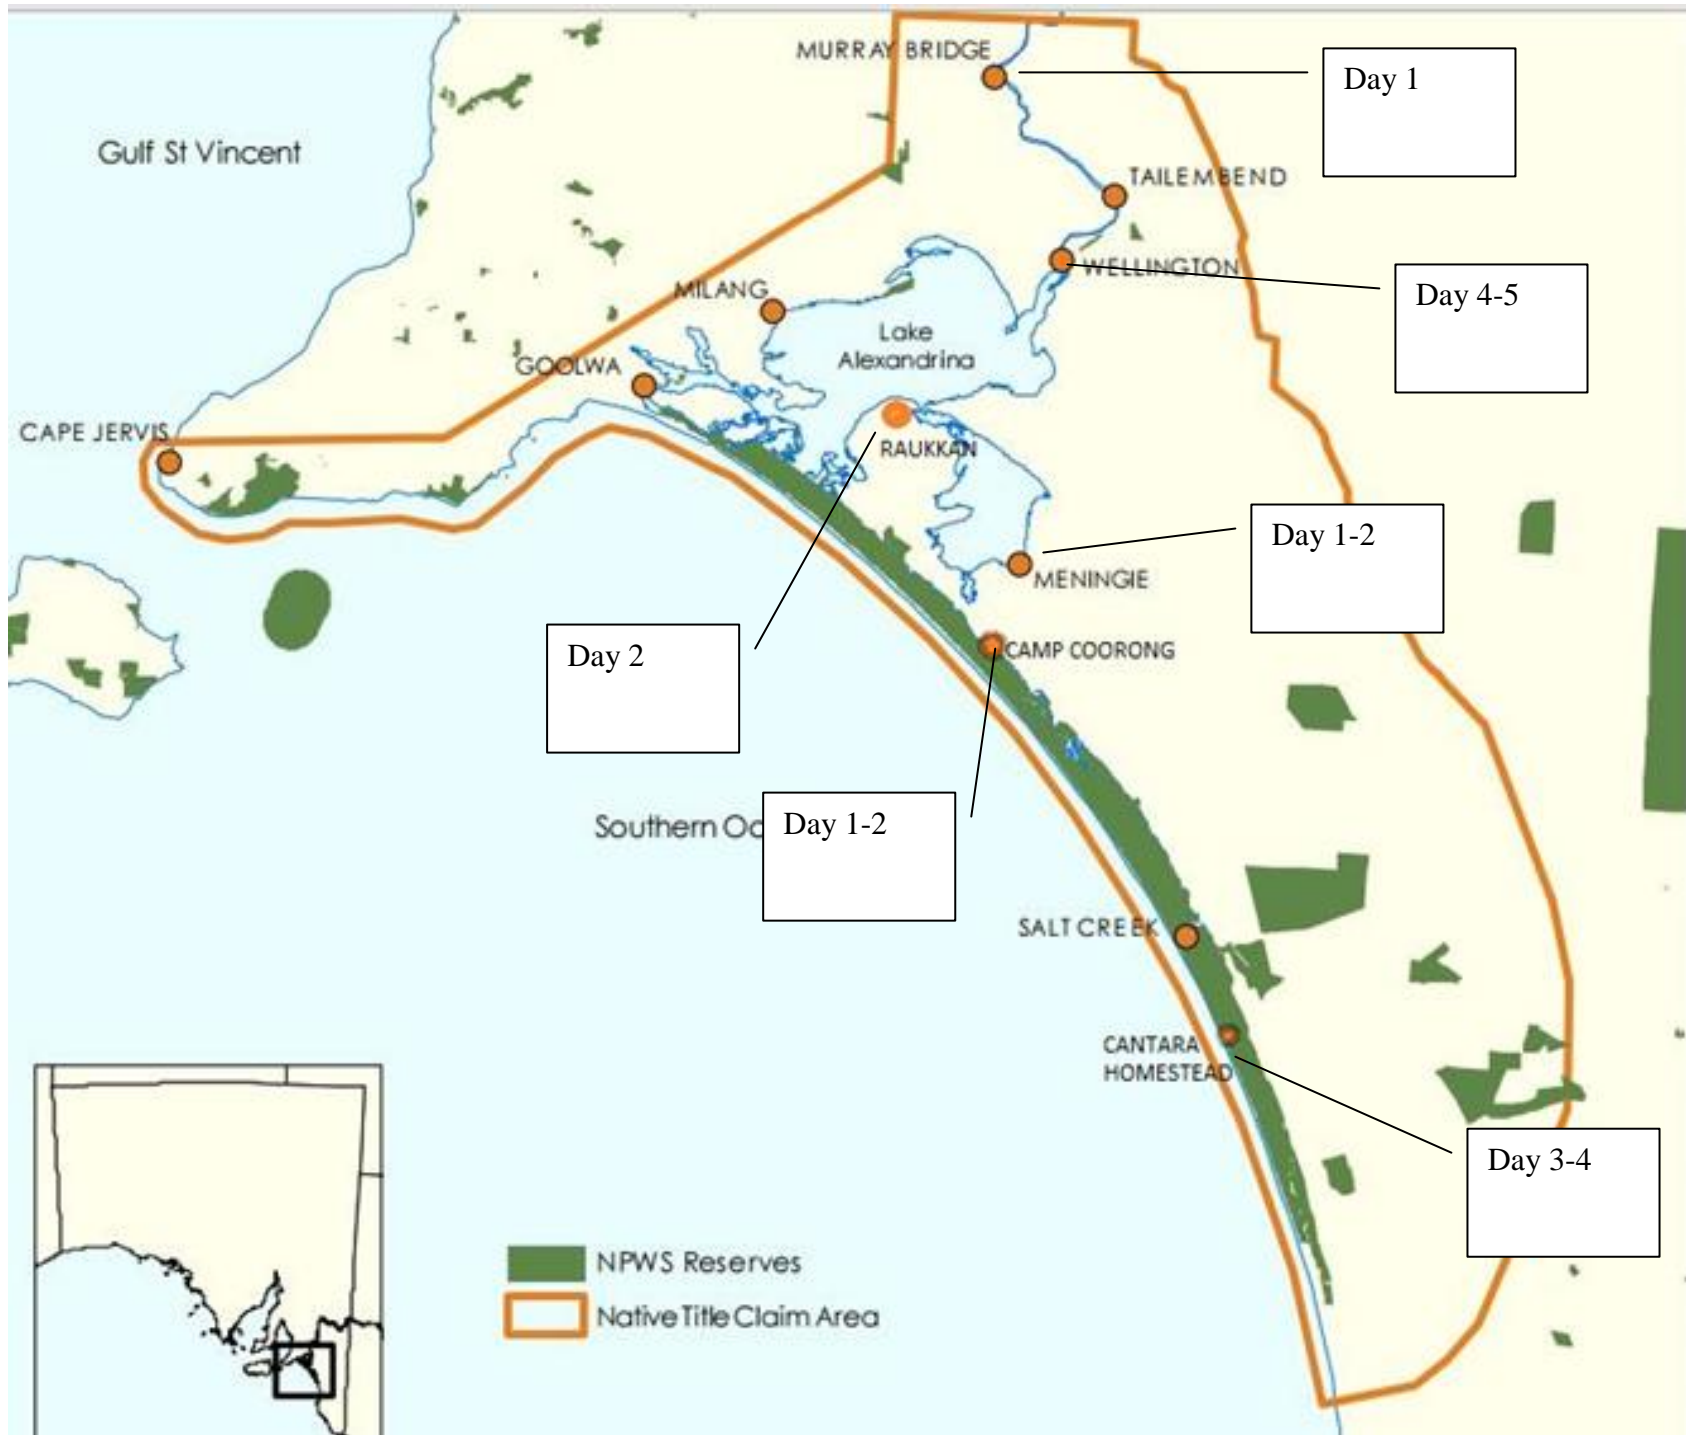 MURRAY BRIDGE
Day 1
Gulf St Vincent
TAILEM BEND
WELLINGTON
Day 4-5
MILANG
Lake
Alexandrina
GOOLWA
CAPE JERVIS
RAUKKAN
Day 1-2
MENINGIE
Day 2
CAMP COORONG
Southern Oc
Day 1-2
SALT CREEK
CANTARA
HOMESTEAD
Day 3-4
NPWS Reserves
Native Title Claim Area